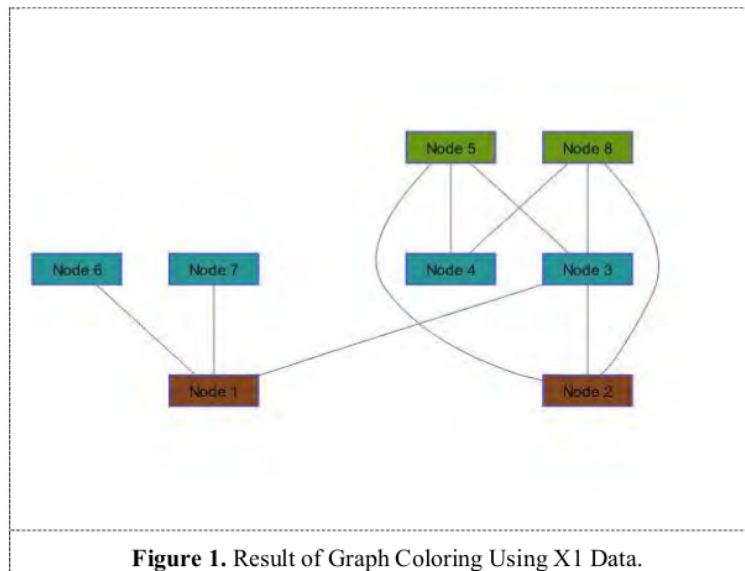 Node 5 Node 8
Node 6 Node 7 Node 4 Node 3
Node 1 Node 2
Figure 1. Result of Graph Coloring Using X1 Data.